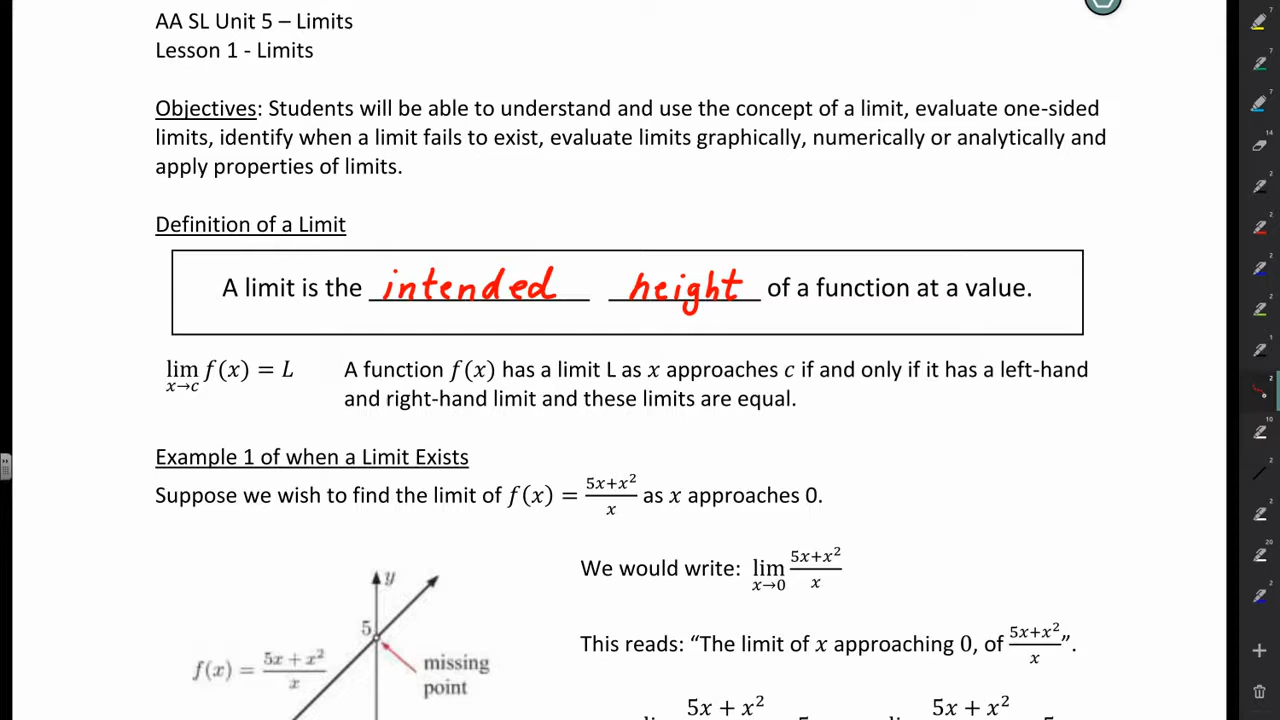 AA SL Unit 5 – Limits
Lesson 1 - Limits
Objectives: Students will be able to understand and use the concept of a limit, evaluate one-sided
limits, identify when a limit fails to exist, evaluate limits graphically, numerically or analytically and
apply properties of limits.
Definition of a Limit
A limit is the intended height of a function at a value.
lim f(x) = L A function f(x) has a limit L as x approaches c if and only if it has a left-hand
x→c and right-hand limit and these limits are equal.
Example 1 of when a Limit Exists
Suppose we wish to find the limit of f(x) = (5x+x²)/x as x approaches 0.
We would write: lim x→0 (5x+x²)/x
y
5
This reads: “The limit of x approaching 0, of (5x+x²)/x”.
f(x) = (5x + x²)/x
missing
point
5x + x² 5x + x²